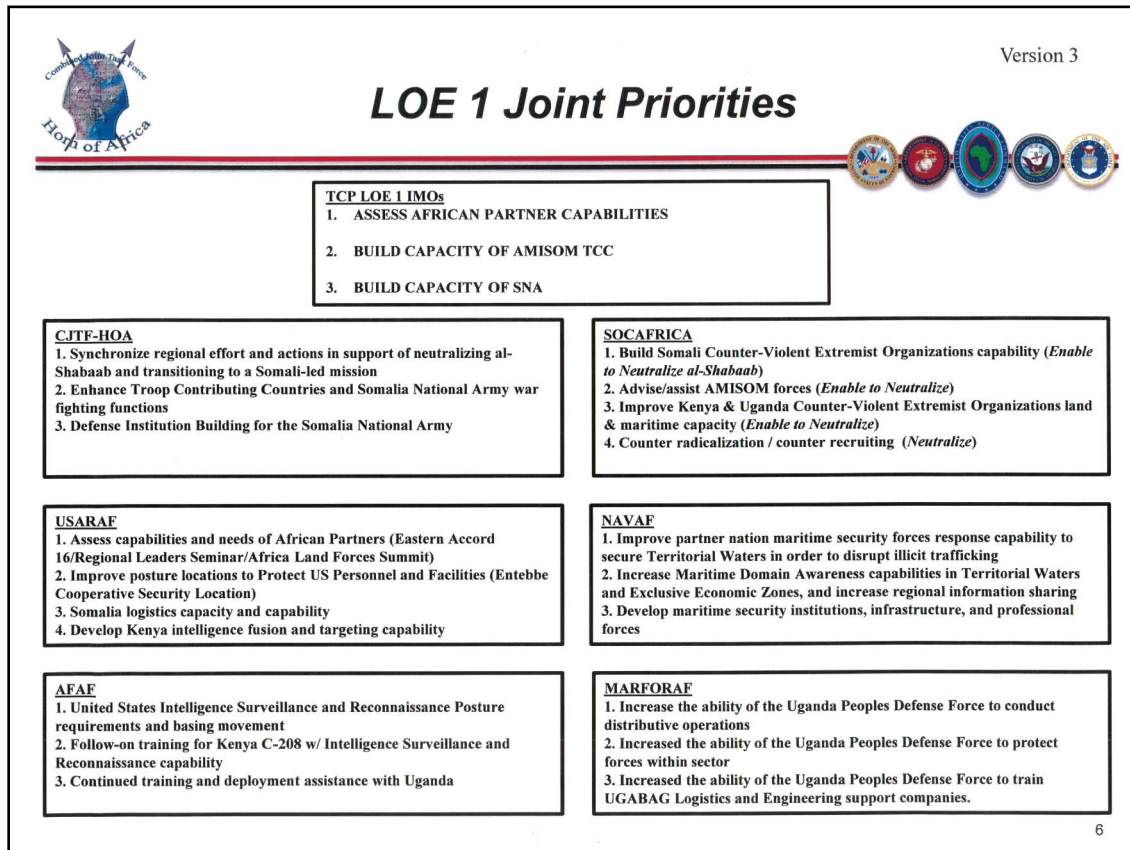 Combined Joint Task Force
Horn of Africa
Version 3
LOE 1 Joint Priorities
TCP LOE 1 IMOs
1. ASSESS AFRICAN PARTNER CAPABILITIES
2. BUILD CAPACITY OF AMISOM TCC
3. BUILD CAPACITY OF SNA
CJTF-HOA
1. Synchronize regional effort and actions in support of neutralizing al-
Shabaab and transitioning to a Somali-led mission
2. Enhance Troop Contributing Countries and Somalia National Army war
fighting functions
3. Defense Institution Building for the Somalia National Army
SOCAFRICA
1. Build Somali Counter-Violent Extremist Organizations capability (Enable
to Neutralize al-Shabaab)
2. Advise/assist AMISOM forces (Enable to Neutralize)
3. Improve Kenya & Uganda Counter-Violent Extremist Organizations land
& maritime capacity (Enable to Neutralize)
4. Counter radicalization / counter recruiting (Neutralize)
USARAF
1. Assess capabilities and needs of African Partners (Eastern Accord
16/Regional Leaders Seminar/Africa Land Forces Summit)
2. Improve posture locations to Protect US Personnel and Facilities (Entebbe
Cooperative Security Location)
3. Somalia logistics capacity and capability
4. Develop Kenya intelligence fusion and targeting capability
NAVAF
1. Improve partner nation maritime security forces response capability to
secure Territorial Waters in order to disrupt illicit trafficking
2. Increase Maritime Domain Awareness capabilities in Territorial Waters
and Exclusive Economic Zones, and increase regional information sharing
3. Develop maritime security institutions, infrastructure, and professional
forces
AFAF
1. United States Intelligence Surveillance and Reconnaissance Posture
requirements and basing movement
2. Follow-on training for Kenya C-208 w/ Intelligence Surveillance and
Reconnaissance capability
3. Continued training and deployment assistance with Uganda
MARFORAF
1. Increase the ability of the Uganda Peoples Defense Force to conduct
distributive operations
2. Increased the ability of the Uganda Peoples Defense Force to protect
forces within sector
3. Increased the ability of the Uganda Peoples Defense Force to train
UGABAG Logistics and Engineering support companies.
6